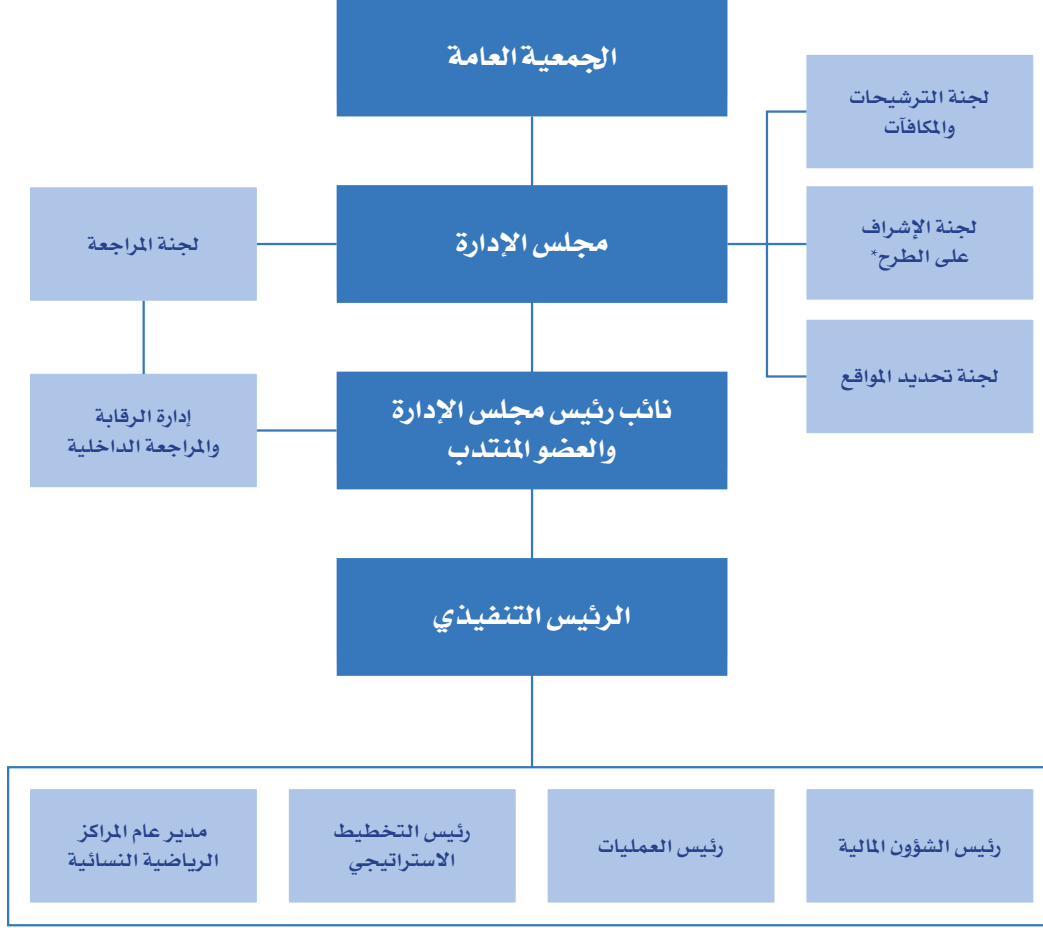 الجمعية العامة
لجنة الترشيحات
والمكافآت
مجلس الإدارة
لجنة الإشراف
على الطرح*
لجنة المراجعة
لجنة تحديد المواقع
نائب رئيس مجلس الإدارة
والعضو المنتدب
إدارة الرقابة
والمراجعة الداخلية
الرئيس التنفيذي
رئيس الشؤون المالية
رئيس العمليات
رئيس التخطيط
الاستراتيجي
مدير عام المراكز
الرياضية النسائية